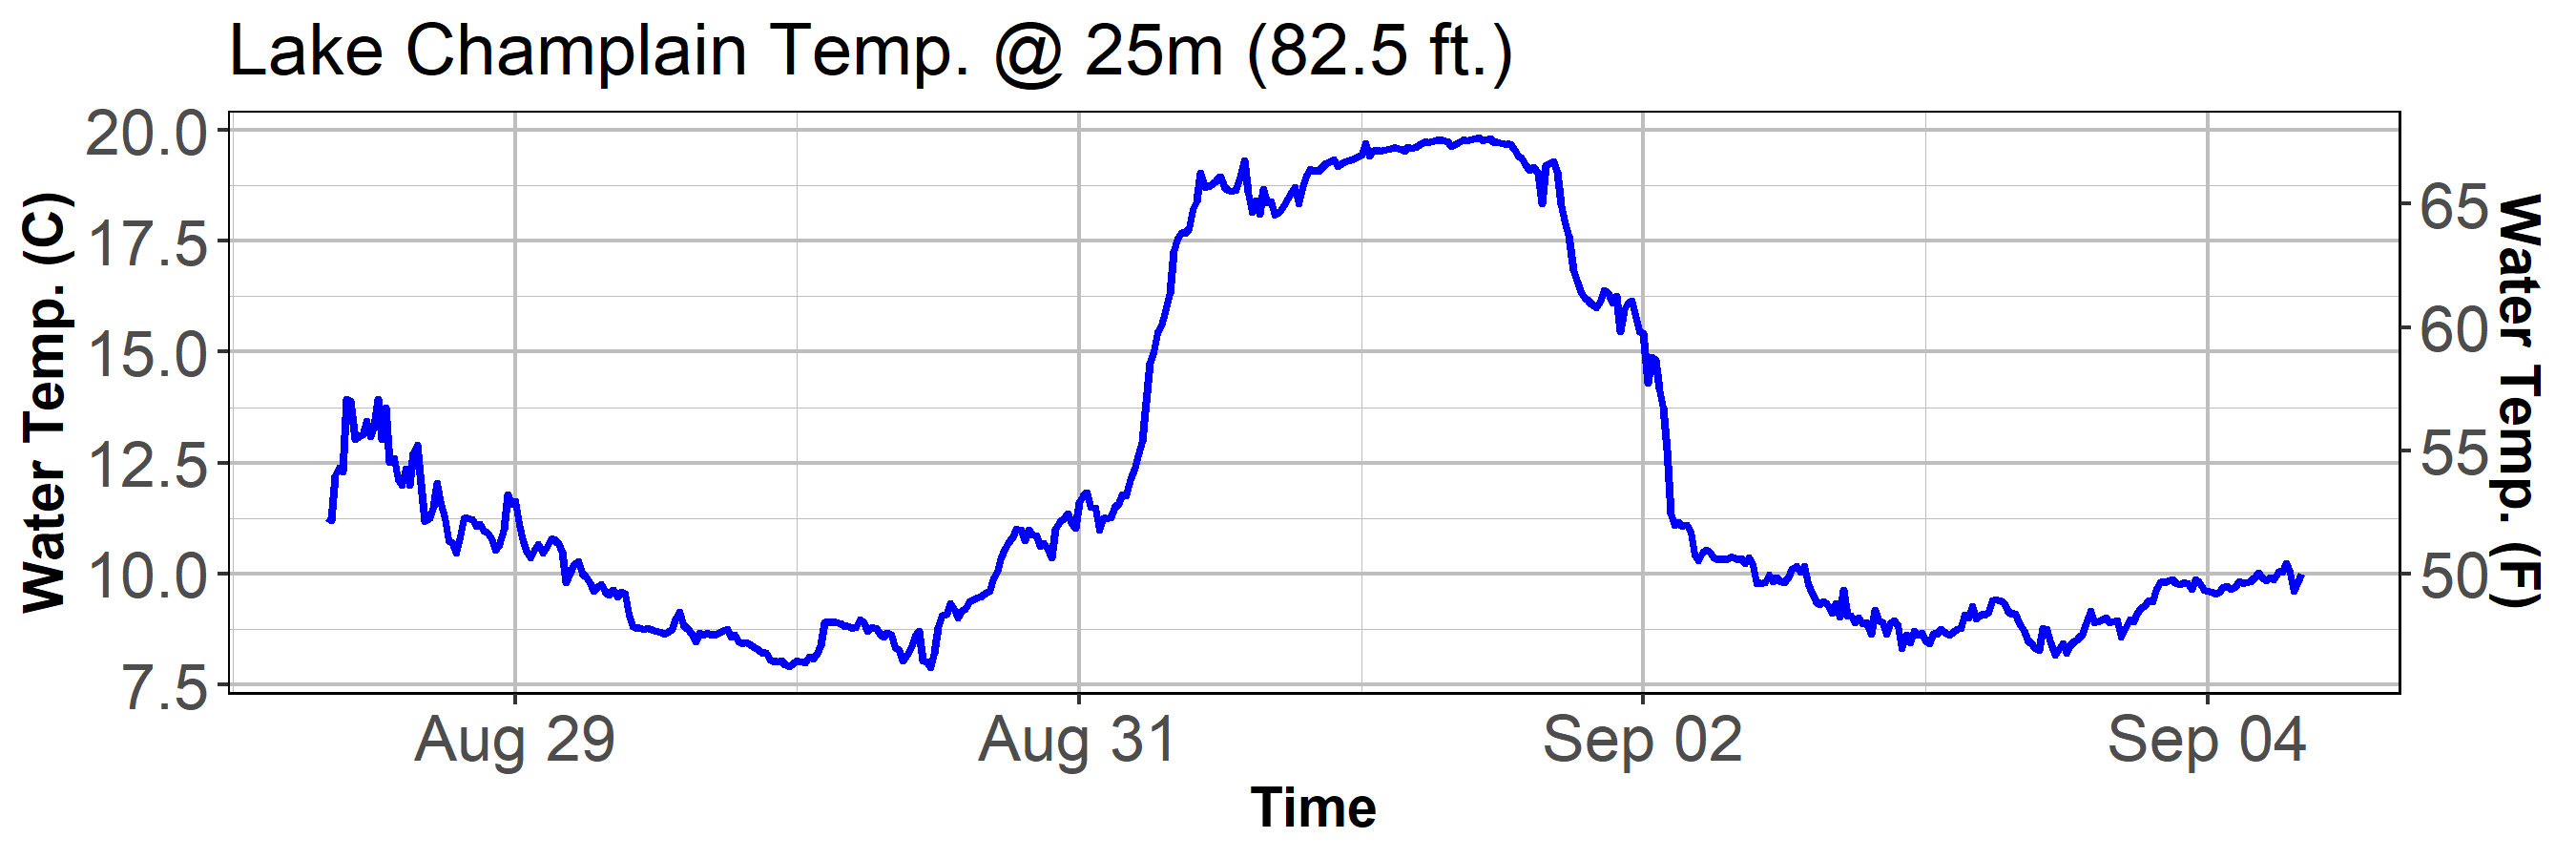 Lake Champlain Temp. @ 25m (82.5 ft.)
20.0
17.5
15.0
12.5
10.0
7.5
Water Temp. (C)
65
60
55
50
Water Temp. (F)
Aug 29
Aug 31
Sep 02
Sep 04
Time